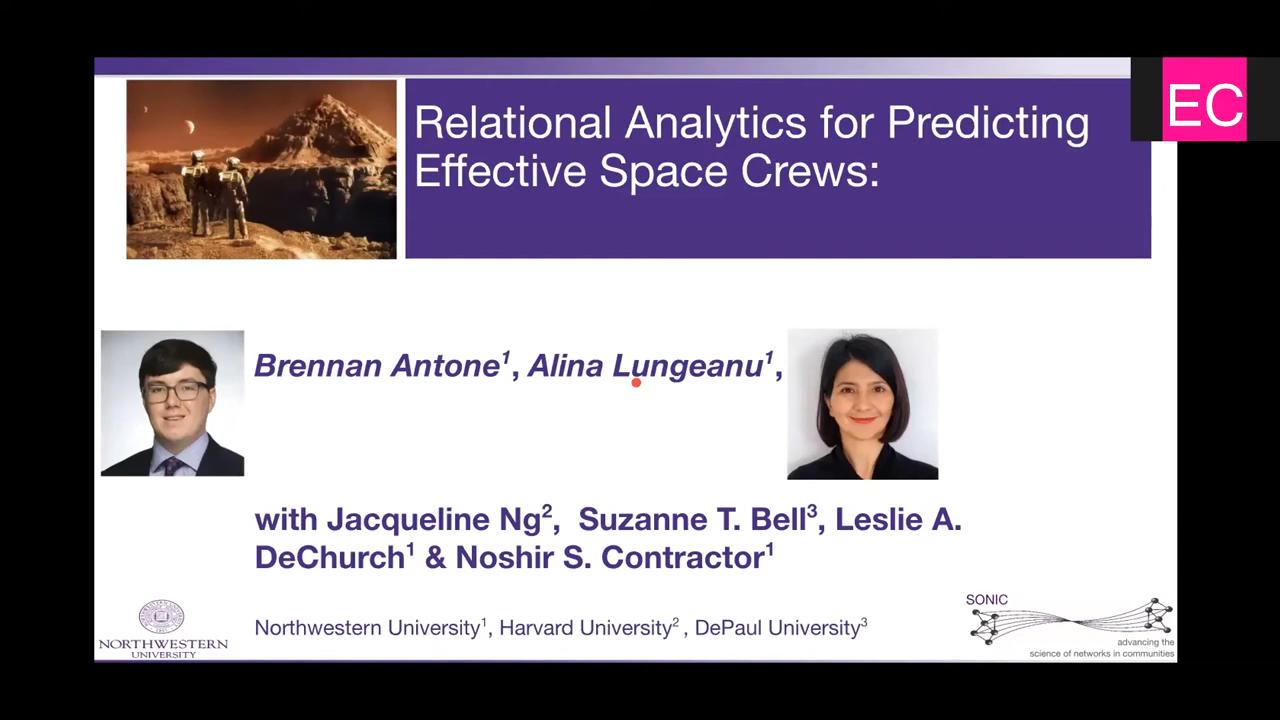 EC
Relational Analytics for Predicting
Effective Space Crews:
Brennan Antone¹, Alina Lungeanu¹,
with Jacqueline Ng², Suzanne T. Bell³, Leslie A.
DeChurch¹ & Noshir S. Contractor¹
Northwestern University¹, Harvard University² , DePaul University³
NORTHWESTERN
UNIVERSITY
SONIC
advancing the
science of networks in communities